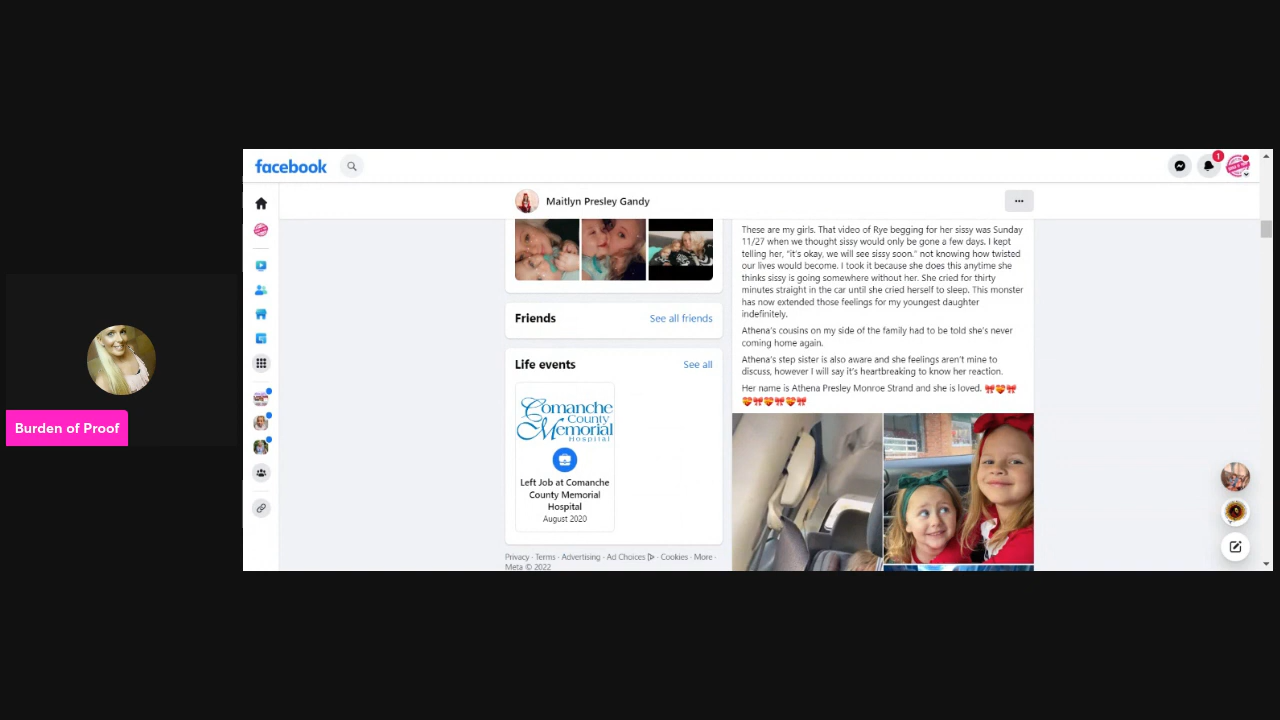 facebook
1
Maitlyn Presley Gandy
These are my girls. That video of Rye begging for her sissy was Sunday
11/27 when we thought sissy would only be gone a few days. I kept
telling her, "it's okay, we will see sissy soon." not knowing how twisted
our lives would become. I took it because she does this anytime she
thinks sissy is going somewhere without her. She cried for thirty
minutes straight in the car until she cried herself to sleep. This monster
has now extended those feelings for my youngest daughter
indefinitely.
Athena's cousins on my side of the family had to be told she's never
coming home again.
Athena's step sister is also aware and she feelings aren't mine to
discuss, however I will say it's heartbreaking to know her reaction.
Her name is Athena Presley Monroe Strand and she is loved. 🎀💝🎀
💝🎀💝🎀💝🎀
Friends
See all friends
Life events
See all
Comanche
County
Memorial
Hospital
Left Job at Comanche
County Memorial
Hospital
August 2020
Privacy · Terms · Advertising · Ad Choices · Cookies · More ·
Meta © 2022
Burden of Proof